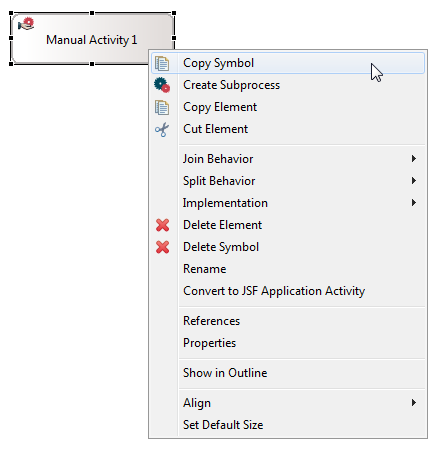 Manual Activity 1
Copy Symbol
Create Subprocess
Copy Element
Cut Element
Join Behavior
Split Behavior
Implementation
Delete Element
Delete Symbol
Rename
Convert to JSF Application Activity
References
Properties
Show in Outline
Align
Set Default Size